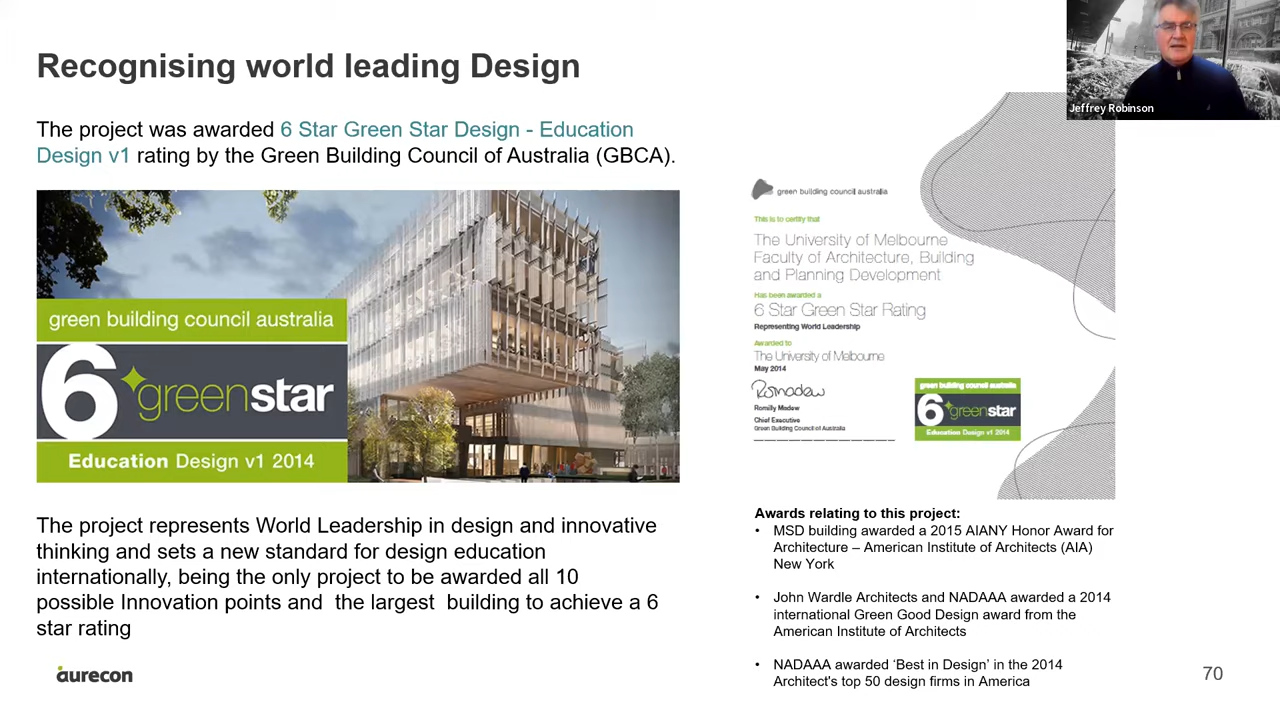 Recognising world leading Design
Jeffrey Robinson
The project was awarded 6 Star Green Star Design - Education
Design v1 rating by the Green Building Council of Australia (GBCA).
green building council australia
6 greenstar
Education Design v1 2014
The project represents World Leadership in design and innovative
thinking and sets a new standard for design education
internationally, being the only project to be awarded all 10
possible Innovation points and the largest building to achieve a 6
star rating
green building council australia
This is to certify that
The University of Melbourne
Faculty of Architecture, Building
and Planning Development
Has been awarded a
6 Star Green Star Rating
Representing World Leadership
Awarded to
The University of Melbourne
May 2014
Romilly Madew
Chief Executive
Green Building Council of Australia
green building council australia
6 greenstar
Education Design v1 2014
Awards relating to this project:
• MSD building awarded a 2015 AIANY Honor Award for
Architecture – American Institute of Architects (AIA)
New York
• John Wardle Architects and NADAAA awarded a 2014
international Green Good Design award from the
American Institute of Architects
• NADAAA awarded ‘Best in Design’ in the 2014
Architect's top 50 design firms in America
aurecon
70